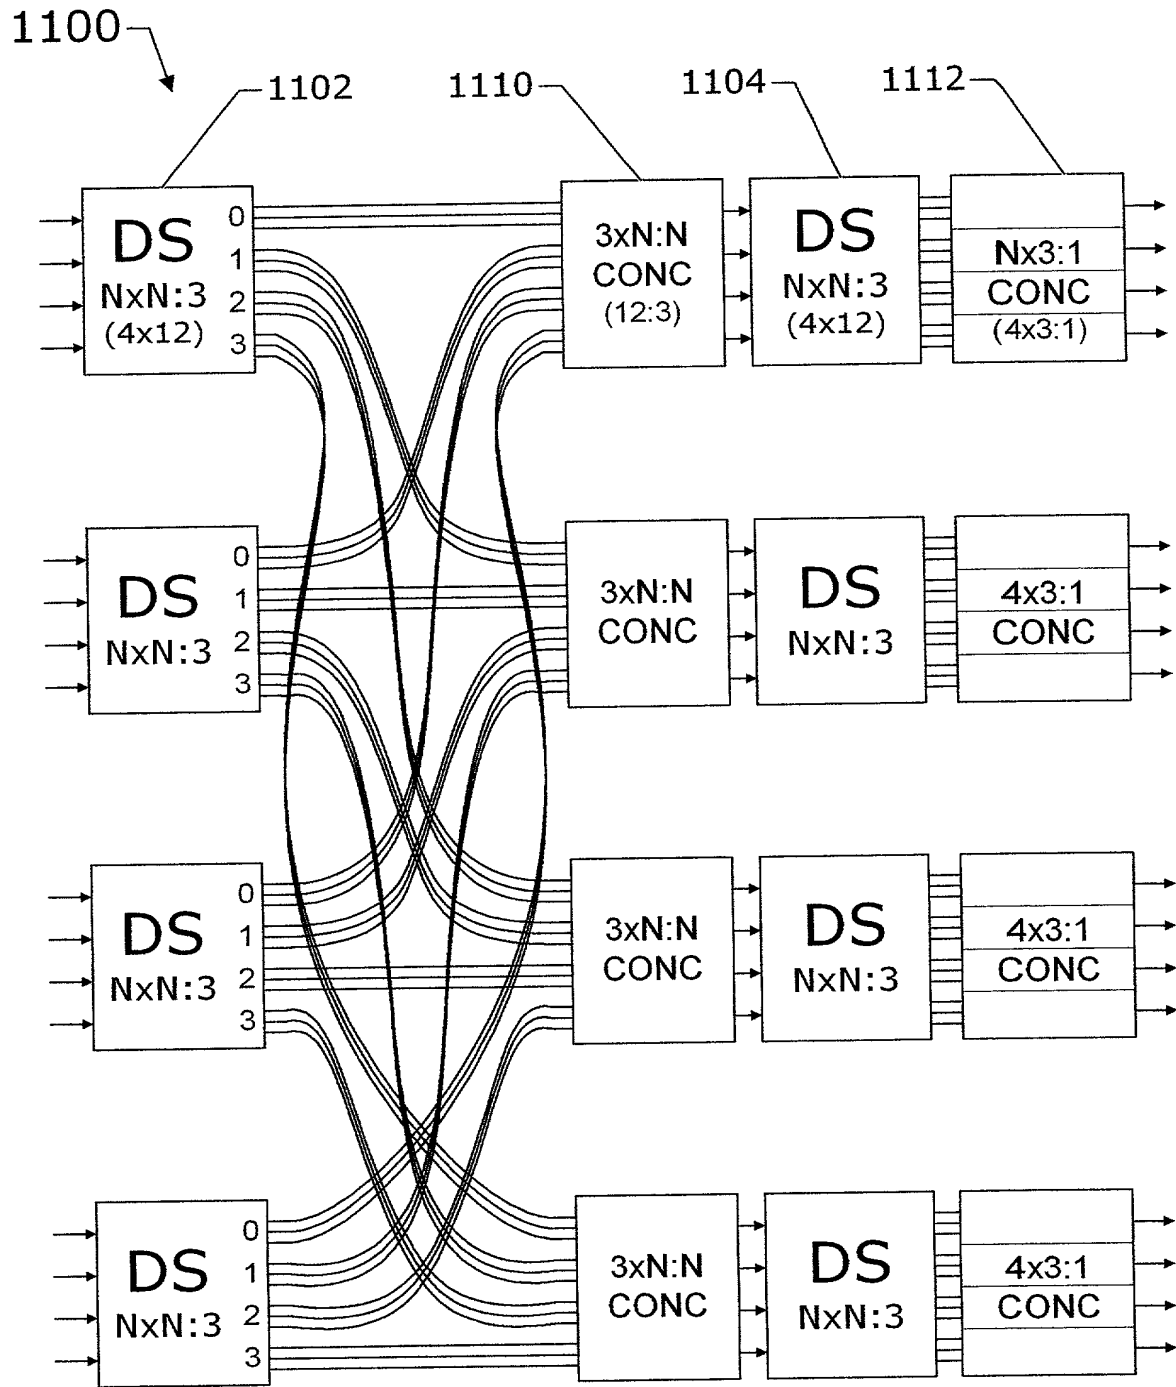 1100
1102
1110
1104
1112
DS
NxN:3
(4x12)
0
1
2
3
3xN:N
CONC
(12:3)
DS
NxN:3
(4x12)
Nx3:1
CONC
(4x3:1)
DS
NxN:3
0
1
2
3
3xN:N
CONC
DS
NxN:3
4x3:1
CONC
DS
NxN:3
0
1
2
3
3xN:N
CONC
DS
NxN:3
4x3:1
CONC
DS
NxN:3
0
1
2
3
3xN:N
CONC
DS
NxN:3
4x3:1
CONC